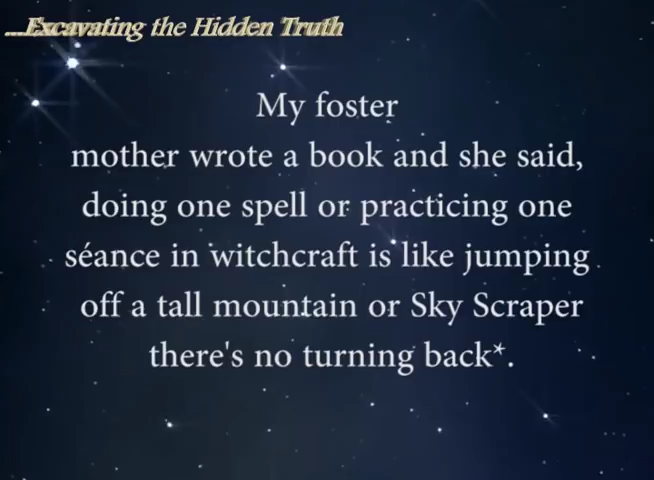 ...Excavating the Hidden Truth
My foster
mother wrote a book and she said,
doing one spell or practicing one
séance in witchcraft is like jumping
off a tall mountain or Sky Scraper
there's no turning back*.